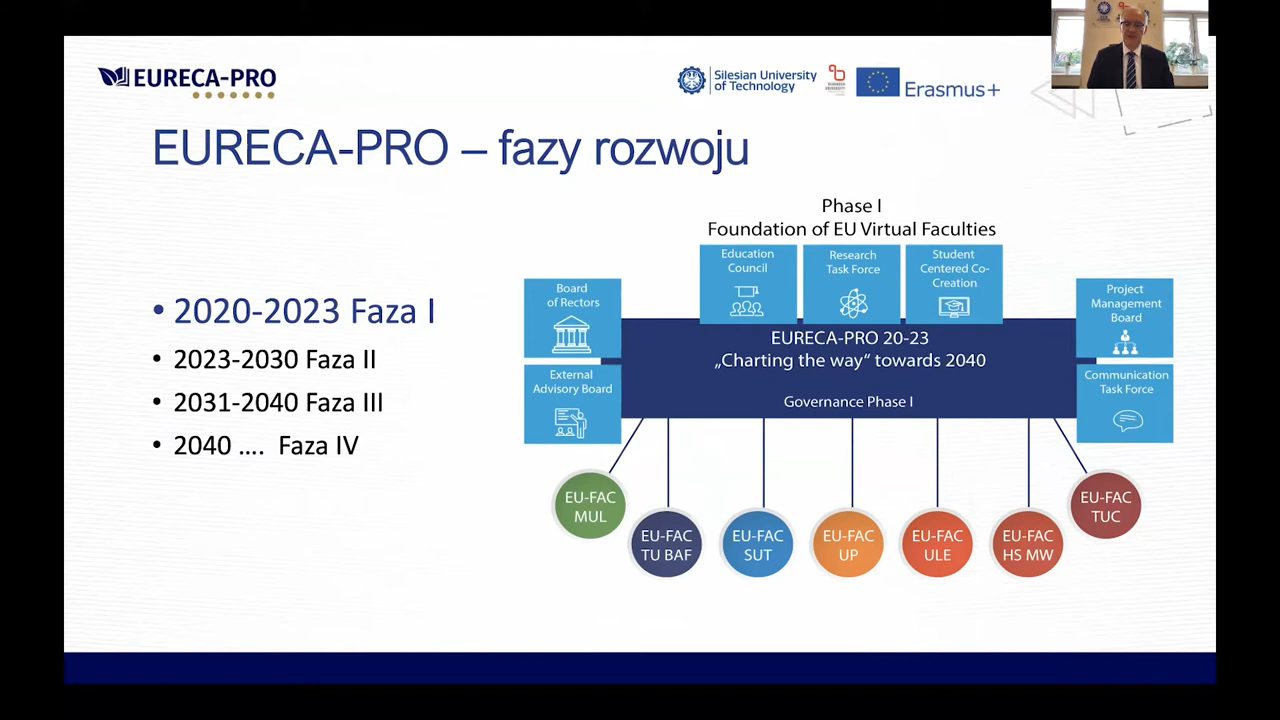 EURECA-PRO
Silesian University
of Technology
Erasmus+
EURECA-PRO – fazy rozwoju
• 2020-2023 Faza I
• 2023-2030 Faza II
• 2031-2040 Faza III
• 2040 .... Faza IV
Phase I
Foundation of EU Virtual Faculties
Education
Council
Research
Task Force
Student
Centered Co-
Creation
Board
of Rectors
External
Advisory Board
Project
Management
Board
Communication
Task Force
EURECA-PRO 20-23
„Charting the way“ towards 2040
Governance Phase I
EU-FAC
MUL
EU-FAC
TU BAF
EU-FAC
SUT
EU-FAC
UP
EU-FAC
ULE
EU-FAC
HS MW
EU-FAC
TUC